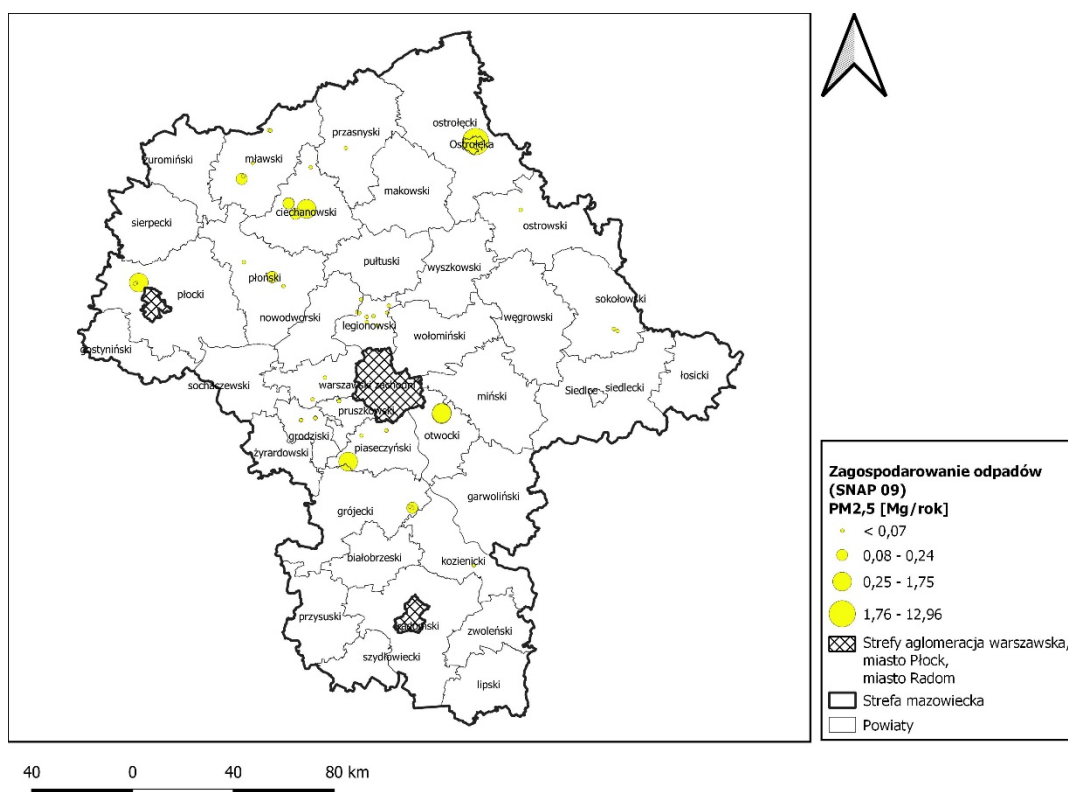 ostrołęcki
przasnyski
Ostrołęka
żuromiński
mławski
makowski
ciechanowski
sierpecki
ostrowski
pułtuski
wyszkowski
płoński
płocki
sokołowski
nowodworski
węgrowski
legionowski
wołomiński
gostyniński
sochaczewski
warszawski zachodni
łosicki
Siedlce
siedlecki
miński
pruszkowski
otwocki
grodziski
piaseczyński
żyrardowski
garwoliński
grójecki
białobrzeski
kozienicki
przysuski
radomski
zwoleński
szydłowiecki
lipski
Zagospodarowanie odpadów
(SNAP 09)
PM2,5 [Mg/rok]
< 0,07
0,08 - 0,24
0,25 - 1,75
1,76 - 12,96
Strefy aglomeracja warszawska,
miasto Płock,
miasto Radom
Strefa mazowiecka
Powiaty
40 0 40 80 km